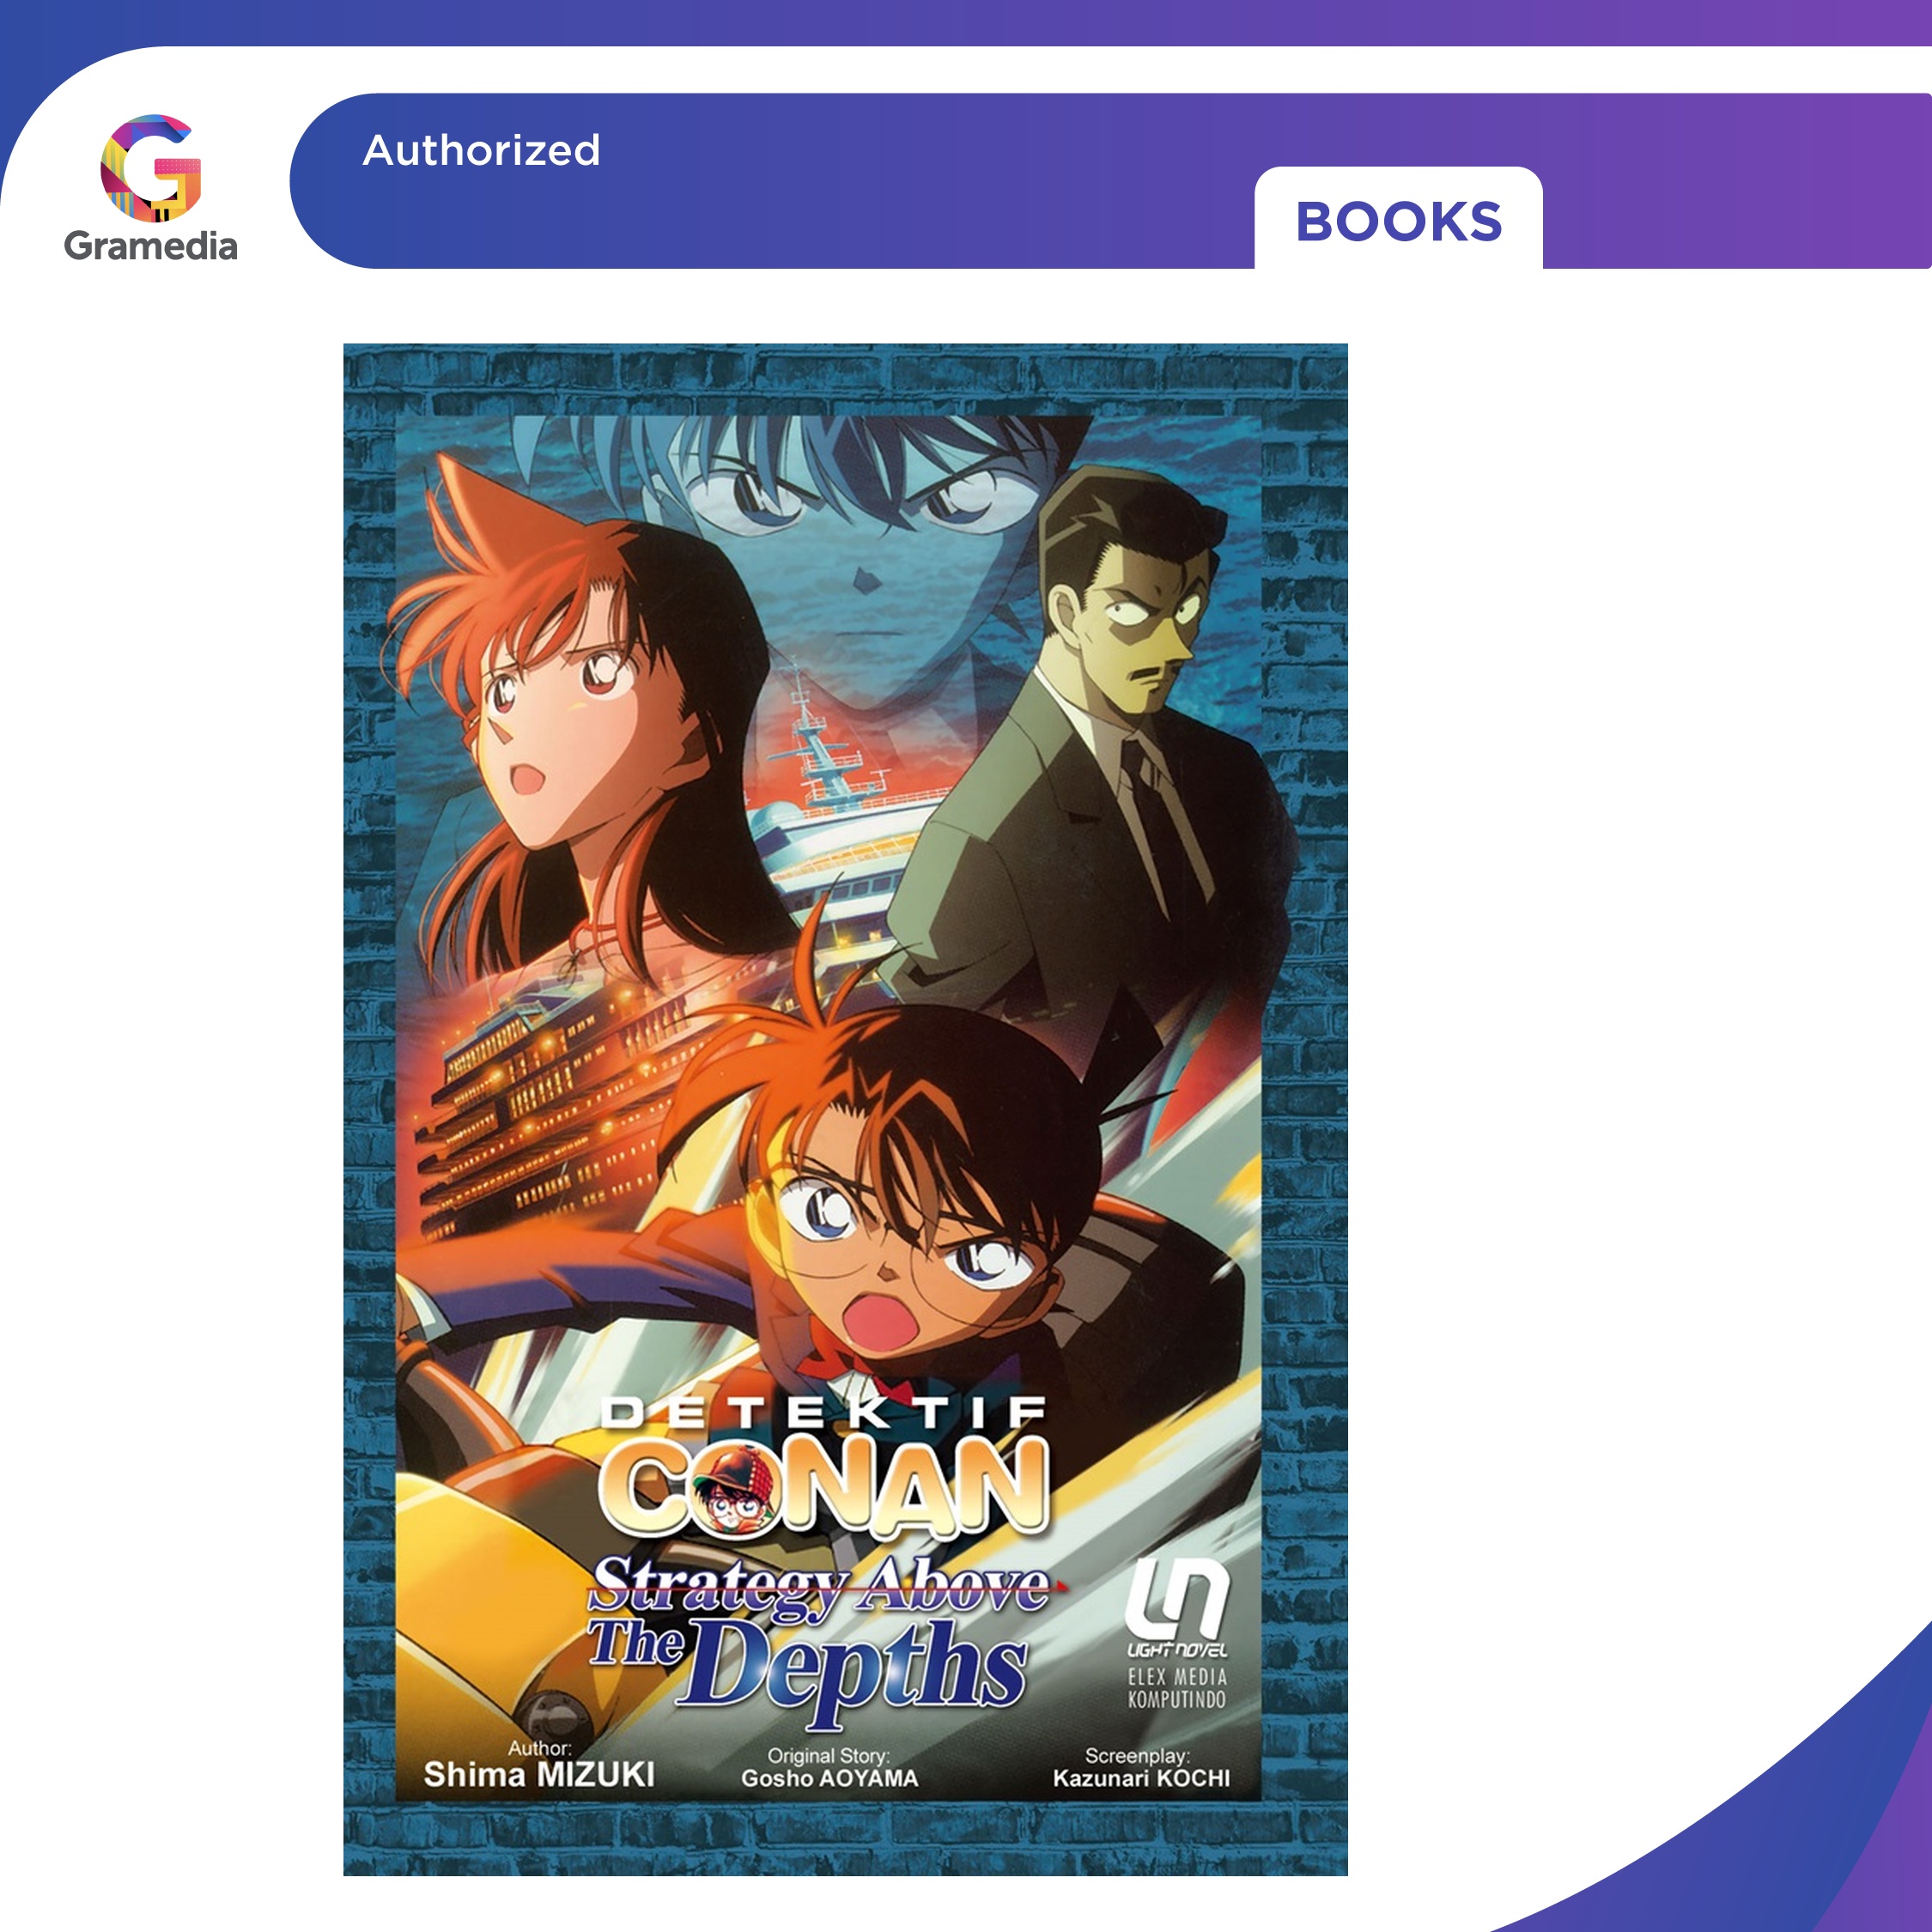 Gramedia
Authorized
BOOKS
DETEKTIF
CONAN
Strategy Above
The Depths
LN
LIGHT NOVEL
ELEX MEDIA
KOMPUTINDO
Author:
Shima MIZUKI
Original Story:
Gosho AOYAMA
Screenplay:
Kazunari KOCHI